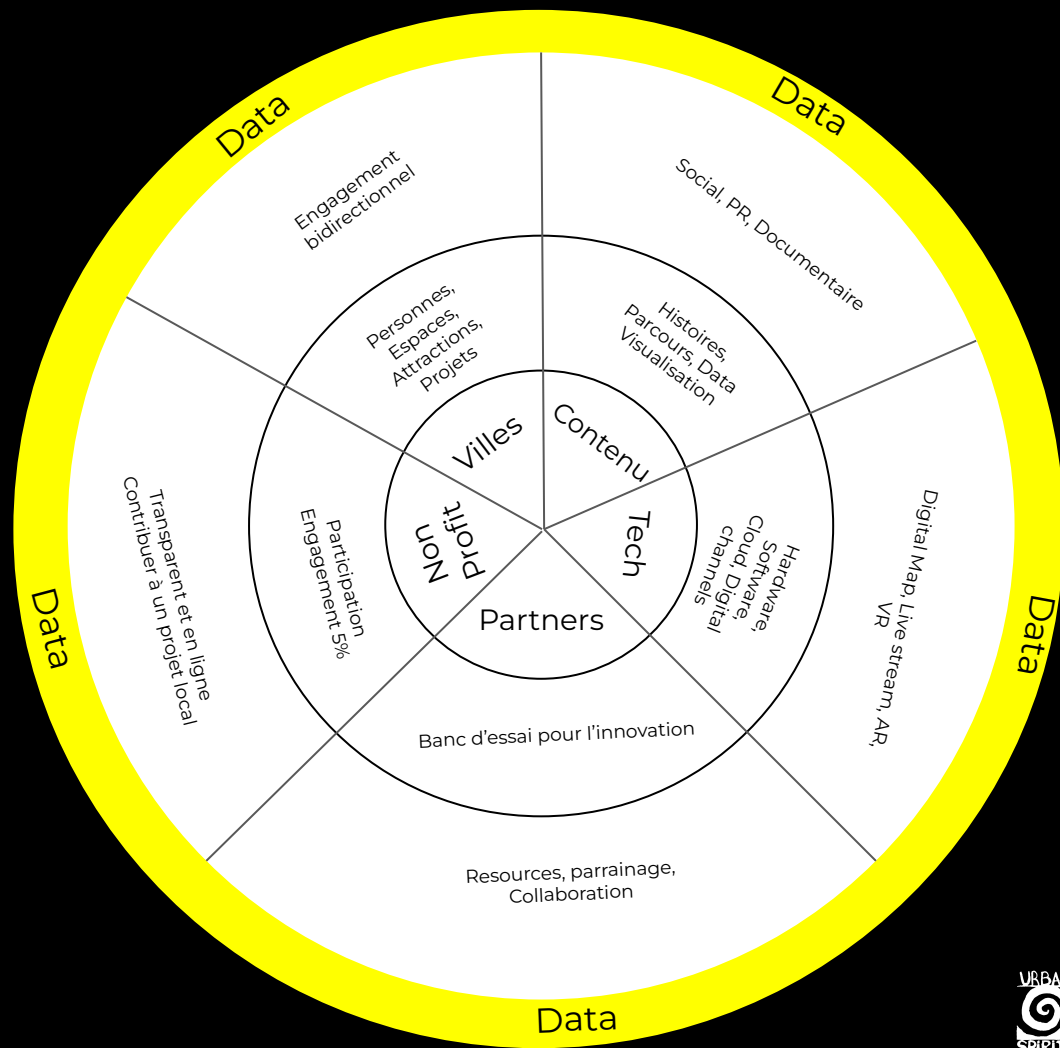 Data
Data
Engagement
bidirectionnel
Social, PR, Documentaire
Personnes,
Espaces,
Attractions,
Projets
Histoires,
Parcours, Data
Visualisation
Villes
Contenu
Transparent et en ligne
Contribuer à un projet local
Participation
Engagement 5%
Non
Profit
Tech
Hardware,
Software,
Cloud, Digital
channels
Digital Map, Live stream, AR,
VR
Data
Data
Partners
Banc d’essai pour l’innovation
Resources, parrainage,
Collaboration
Data
URBA
SPIRIT